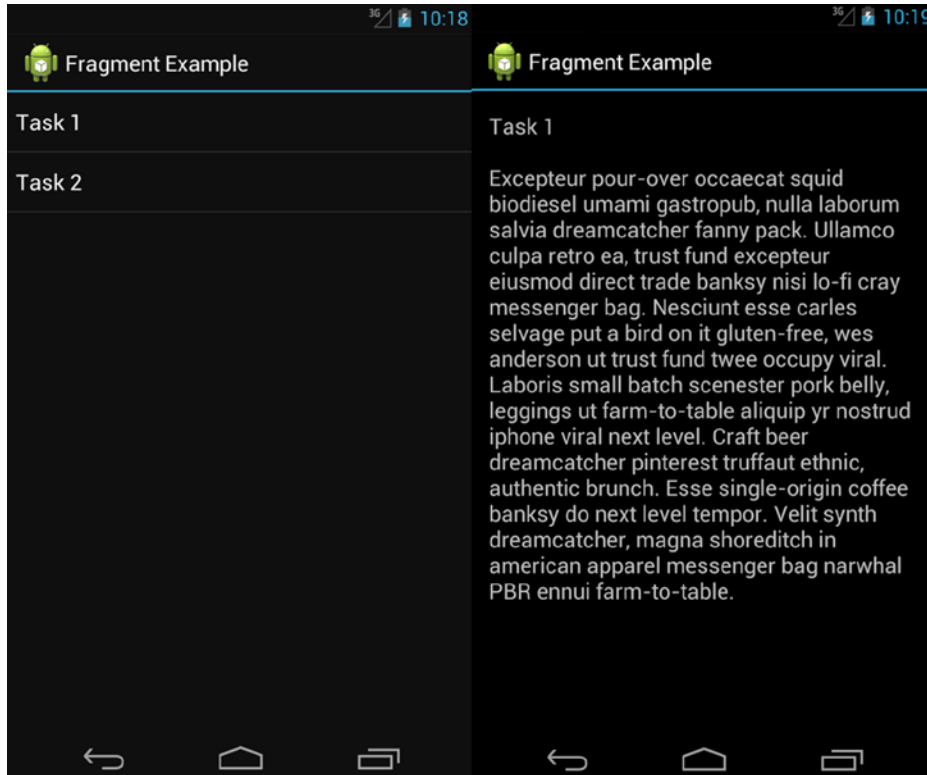 3G 10:18
Fragment Example
Task 1
Task 2
3G 10:19
Fragment Example
Task 1
Excepteur pour-over occaecat squid
biodiesel umami gastropub, nulla laborum
salvia dreamcatcher fanny pack. Ullamco
culpa retro ea, trust fund excepteur
eiusmod direct trade banksy nisi lo-fi cray
messenger bag. Nesciunt esse carles
selvage put a bird on it gluten-free, wes
anderson ut trust fund twee occupy viral.
Laboris small batch scenester pork belly,
leggings ut farm-to-table aliquip yr nostrud
iphone viral next level. Craft beer
dreamcatcher pinterest truffaut ethnic,
authentic brunch. Esse single-origin coffee
banksy do next level tempor. Velit synth
dreamcatcher, magna shoreditch in
american apparel messenger bag narwhal
PBR ennui farm-to-table.